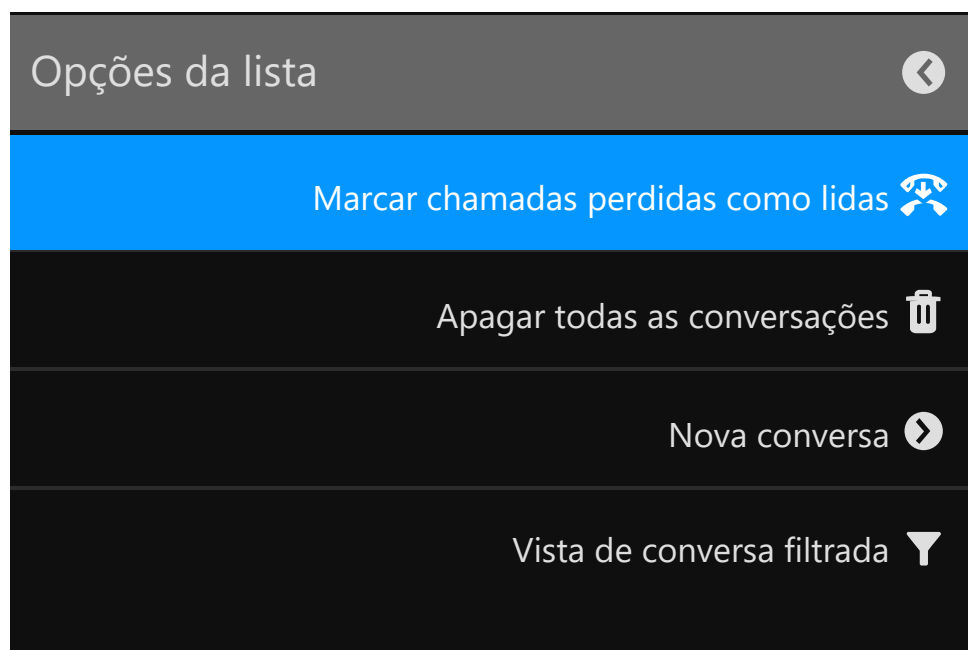 Opções da lista
Marcar chamadas perdidas como lidas
Apagar todas as conversações
Nova conversa
Vista de conversa filtrada